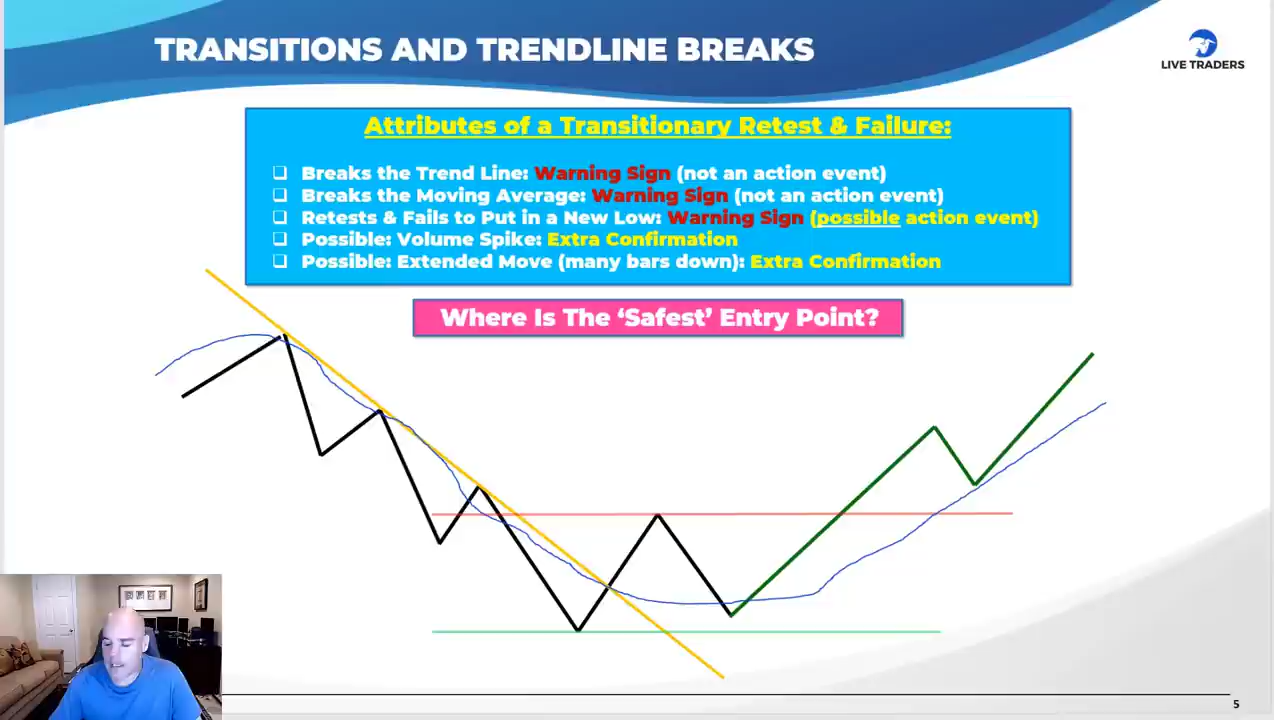 TRANSITIONS AND TRENDLINE BREAKS
LIVE TRADERS
Attributes of a Transitionary Retest & Failure:
❑ Breaks the Trend Line: Warning Sign (not an action event)
❑ Breaks the Moving Average: Warning Sign (not an action event)
❑ Retests & Fails to Put in a New Low: Warning Sign (possible action event)
❑ Possible: Volume Spike: Extra Confirmation
❑ Possible: Extended Move (many bars down): Extra Confirmation
Where Is The ‘Safest’ Entry Point?
5